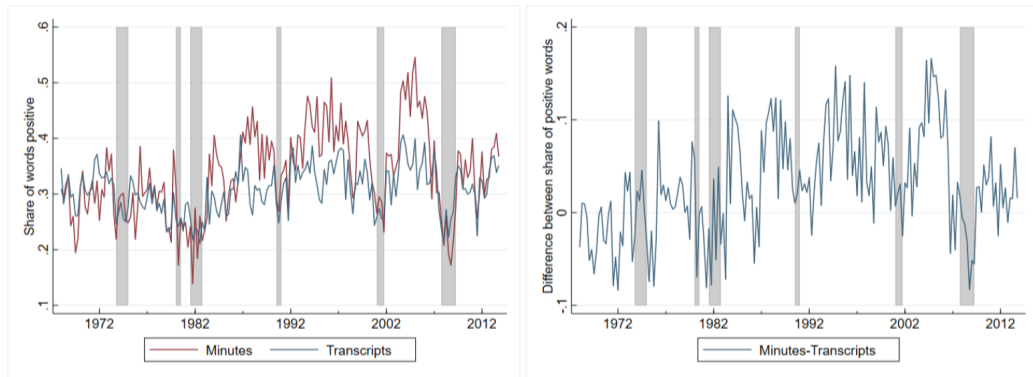 Share of words positive
.6
.5
.4
.3
.2
.1
1972 1982 1992 2002 2012
Minutes Transcripts
Difference between share of positive words
.2
.1
0
-.1
1972 1982 1992 2002 2012
Minutes-Transcripts